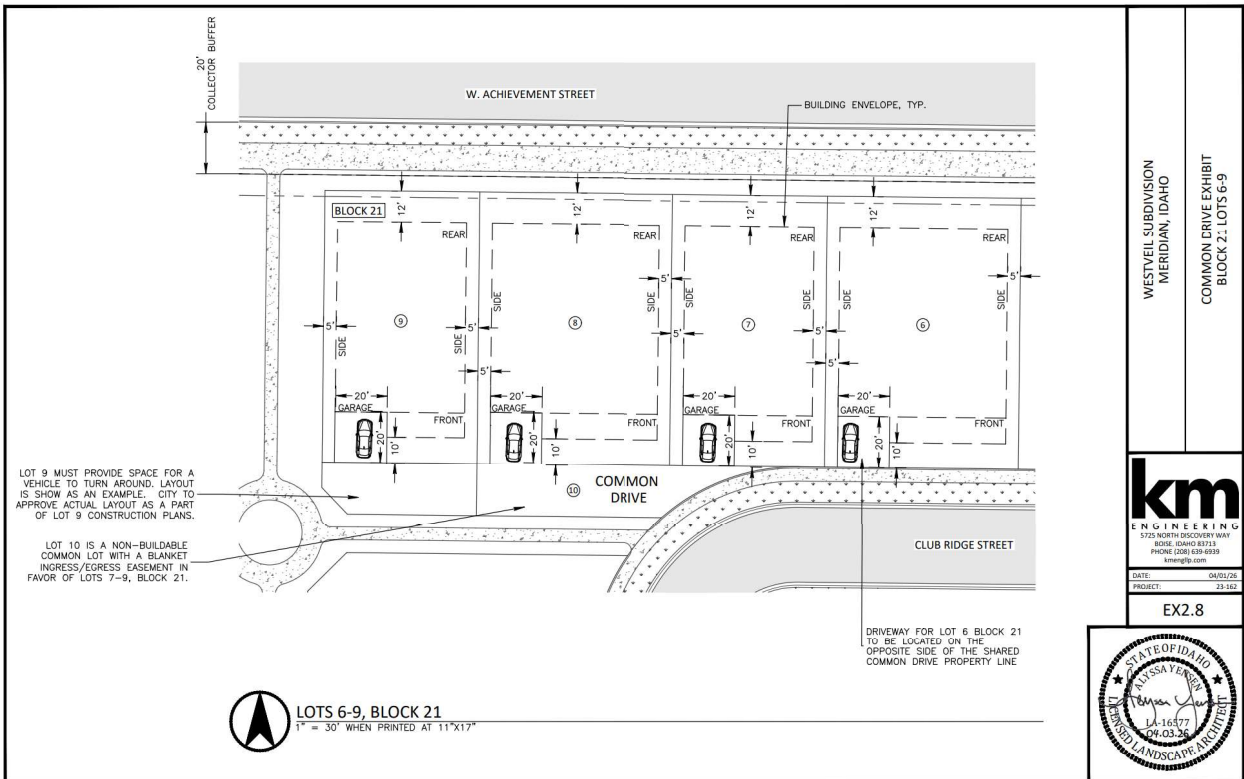 20'
COLLECTOR BUFFER
W. ACHIEVEMENT STREET
BUILDING ENVELOPE, TYP.
BLOCK 21
12'
12'
12'
12'
REAR
REAR
REAR
REAR
5'
5'
SIDE
SIDE
SIDE
SIDE
9
8
7
6
5'
5'
5'
5'
SIDE
SIDE
5'
5'
20'
20'
20'
20'
GARAGE
GARAGE
GARAGE
GARAGE
FRONT
FRONT
FRONT
FRONT
20'
20'
20'
20'
10'
10'
10'
10'
LOT 9 MUST PROVIDE SPACE FOR A
VEHICLE TO TURN AROUND. LAYOUT
IS SHOW AS AN EXAMPLE. CITY TO
APPROVE ACTUAL LAYOUT AS A PART
OF LOT 9 CONSTRUCTION PLANS.
10
COMMON
DRIVE
LOT 10 IS A NON-BUILDABLE
COMMON LOT WITH A BLANKET
INGRESS/EGRESS EASEMENT IN
FAVOR OF LOTS 7-9, BLOCK 21.
CLUB RIDGE STREET
DRIVEWAY FOR LOT 6 BLOCK 21
TO BE LOCATED ON THE
OPPOSITE SIDE OF THE SHARED
COMMON DRIVE PROPERTY LINE
LOTS 6-9, BLOCK 21
1" = 30' WHEN PRINTED AT 11"X17"
WESTVEIL SUBDIVISION
MERIDIAN, IDAHO
COMMON DRIVE EXHIBIT
BLOCK 21 LOTS 6-9
km
ENGINEERING
5725 NORTH DISCOVERY WAY
BOISE, IDAHO 83713
PHONE (208) 639-6939
kmengllp.com
DATE: 04/01/26
PROJECT: 23-162
EX2.8
STATE OF IDAHO
ALYSSA YENSEN
LA-16577
04.03.26
LICENSED LANDSCAPE ARCHITECT